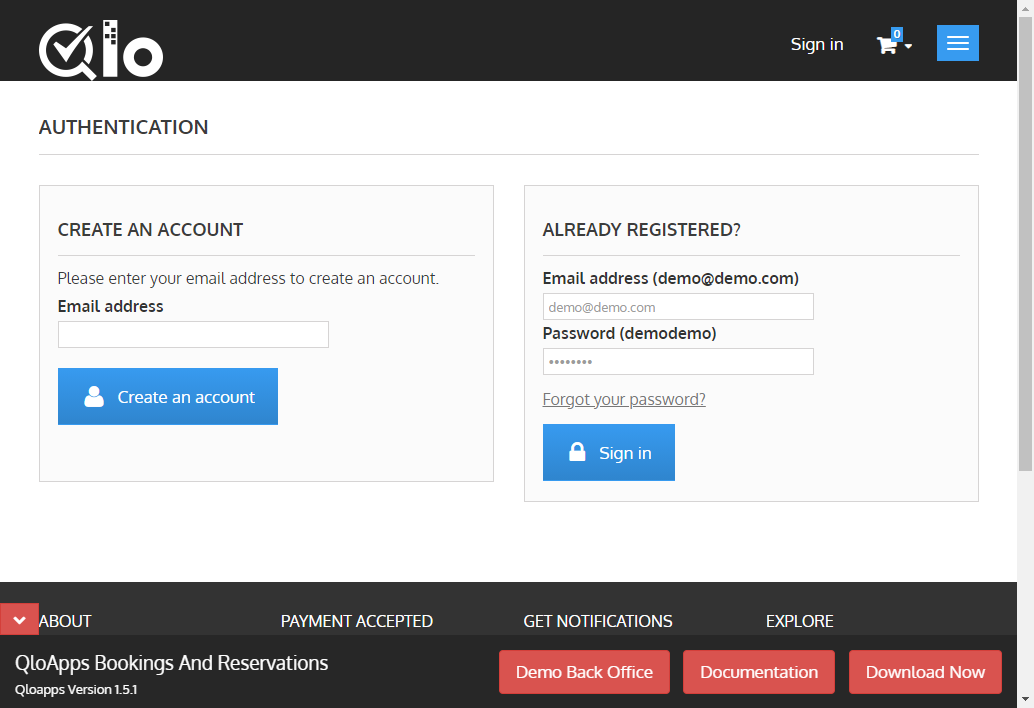 Qlo
Sign in
0
AUTHENTICATION
CREATE AN ACCOUNT
Please enter your email address to create an account.
Email address
Create an account
ALREADY REGISTERED?
Email address (demo@demo.com)
demo@demo.com
Password (demodemo)
••••••••
Forgot your password?
Sign in
ABOUT
PAYMENT ACCEPTED
GET NOTIFICATIONS
EXPLORE
QloApps Bookings And Reservations
Qloapps Version 1.5.1
Demo Back Office
Documentation
Download Now